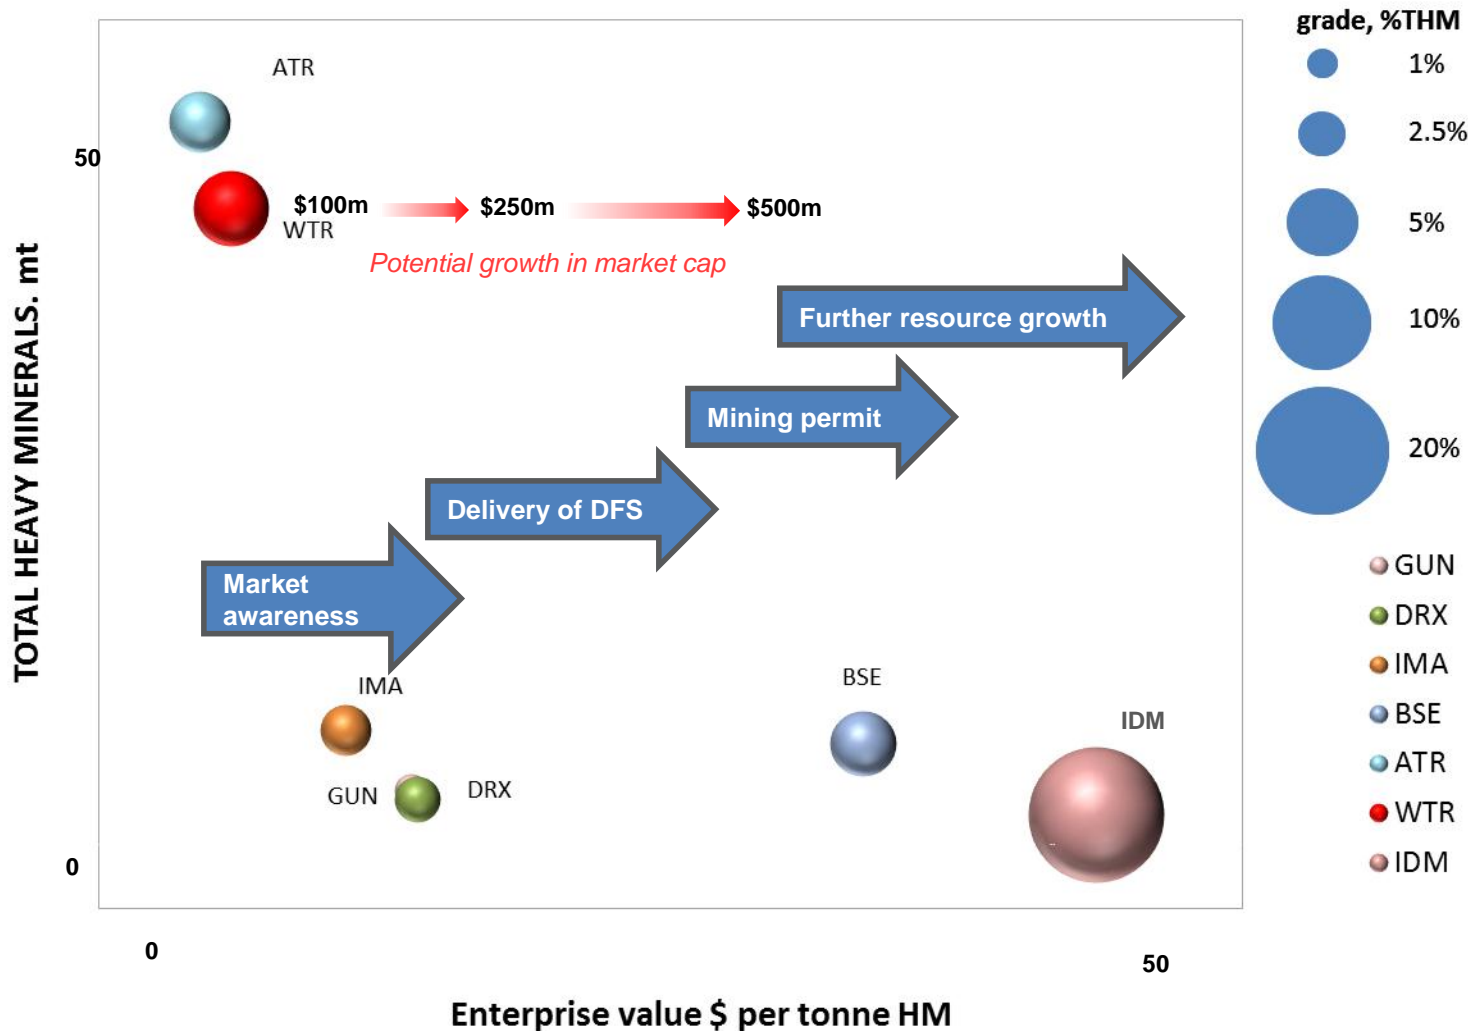 grade, %THM
1%
2.5%
5%
10%
20%
ATR
50
$100m
$250m
$500m
WTR
Potential growth in market cap
Further resource growth
Mining permit
Delivery of DFS
Market
awareness
TOTAL HEAVY MINERALS. mt
IMA
BSE
IDM
GUN
DRX
0
0
50
Enterprise value $ per tonne HM
GUN
DRX
IMA
BSE
ATR
WTR
IDM